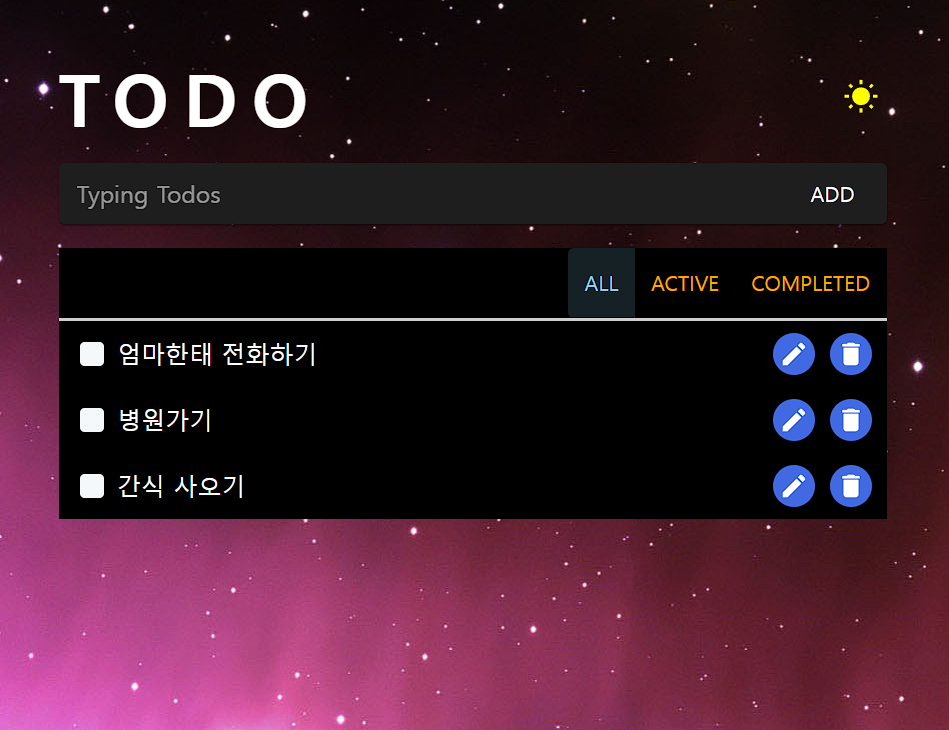 TODO
Typing Todos ADD
ALL ACTIVE COMPLETED
엄마한태 전화하기
병원가기
간식 사오기